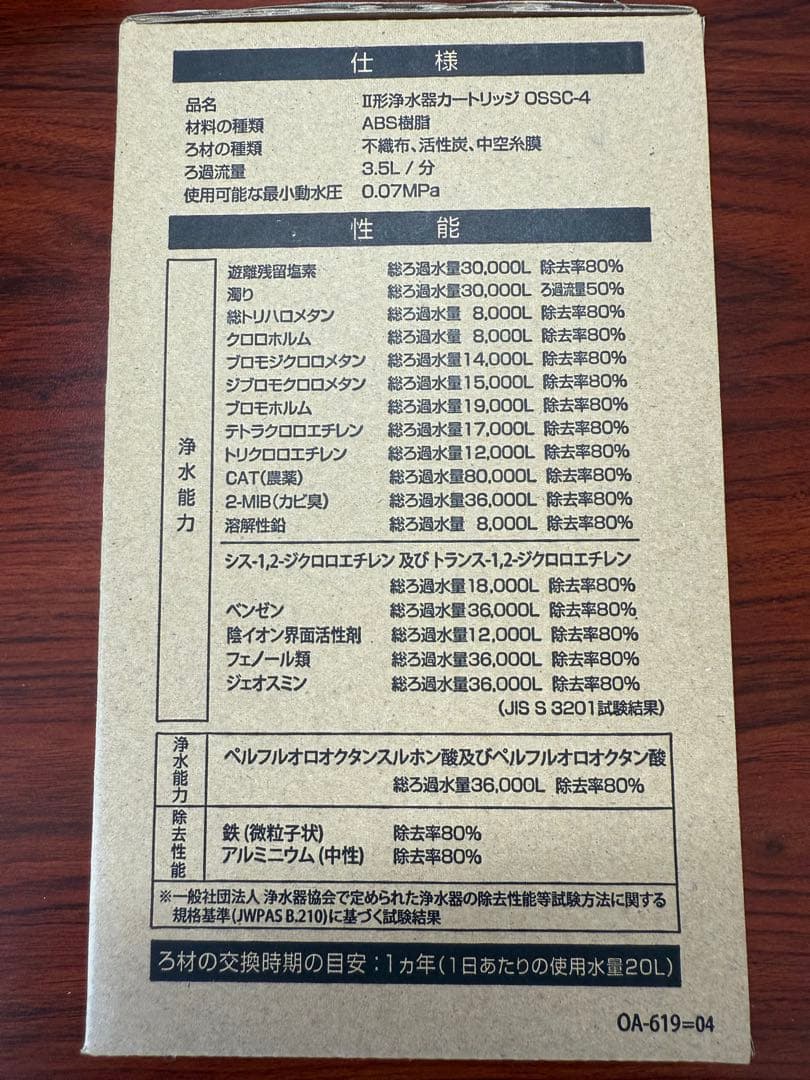 仕様
品名 Ⅱ形浄水器カートリッジ OSSC-4
材料の種類 ABS樹脂
ろ材の種類 不織布、活性炭、中空糸膜
ろ過流量 3.5L / 分
使用可能な最小動水圧 0.07MPa
性能
浄水能力
遊離残留塩素 総ろ過水量30,000L 除去率80%
濁り 総ろ過水量30,000L ろ過流量50%
総トリハロメタン 総ろ過水量 8,000L 除去率80%
クロロホルム 総ろ過水量 8,000L 除去率80%
ブロモジクロロメタン 総ろ過水量14,000L 除去率80%
ジブロモクロロメタン 総ろ過水量15,000L 除去率80%
ブロモホルム 総ろ過水量19,000L 除去率80%
テトラクロロエチレン 総ろ過水量17,000L 除去率80%
トリクロロエチレン 総ろ過水量12,000L 除去率80%
CAT(農薬) 総ろ過水量80,000L 除去率80%
2-MIB(カビ臭) 総ろ過水量36,000L 除去率80%
溶解性鉛 総ろ過水量 8,000L 除去率80%
シス-1,2-ジクロロエチレン 及び トランス-1,2-ジクロロエチレン
総ろ過水量18,000L 除去率80%
ベンゼン 総ろ過水量36,000L 除去率80%
陰イオン界面活性剤 総ろ過水量12,000L 除去率80%
フェノール類 総ろ過水量36,000L 除去率80%
ジェオスミン 総ろ過水量36,000L 除去率80%
(JIS S 3201試験結果)
浄水能力
ペルフルオロオクタンスルホン酸及びペルフルオロオクタン酸
総ろ過水量36,000L 除去率80%
除去性能
鉄(微粒子状) 除去率80%
アルミニウム(中性) 除去率80%
※一般社団法人 浄水器協会で定められた浄水器の除去性能等試験方法に関する
規格基準(JWPAS B.210)に基づく試験結果
ろ材の交換時期の目安:1ヵ年(1日あたりの使用水量20L)
OA-619=04